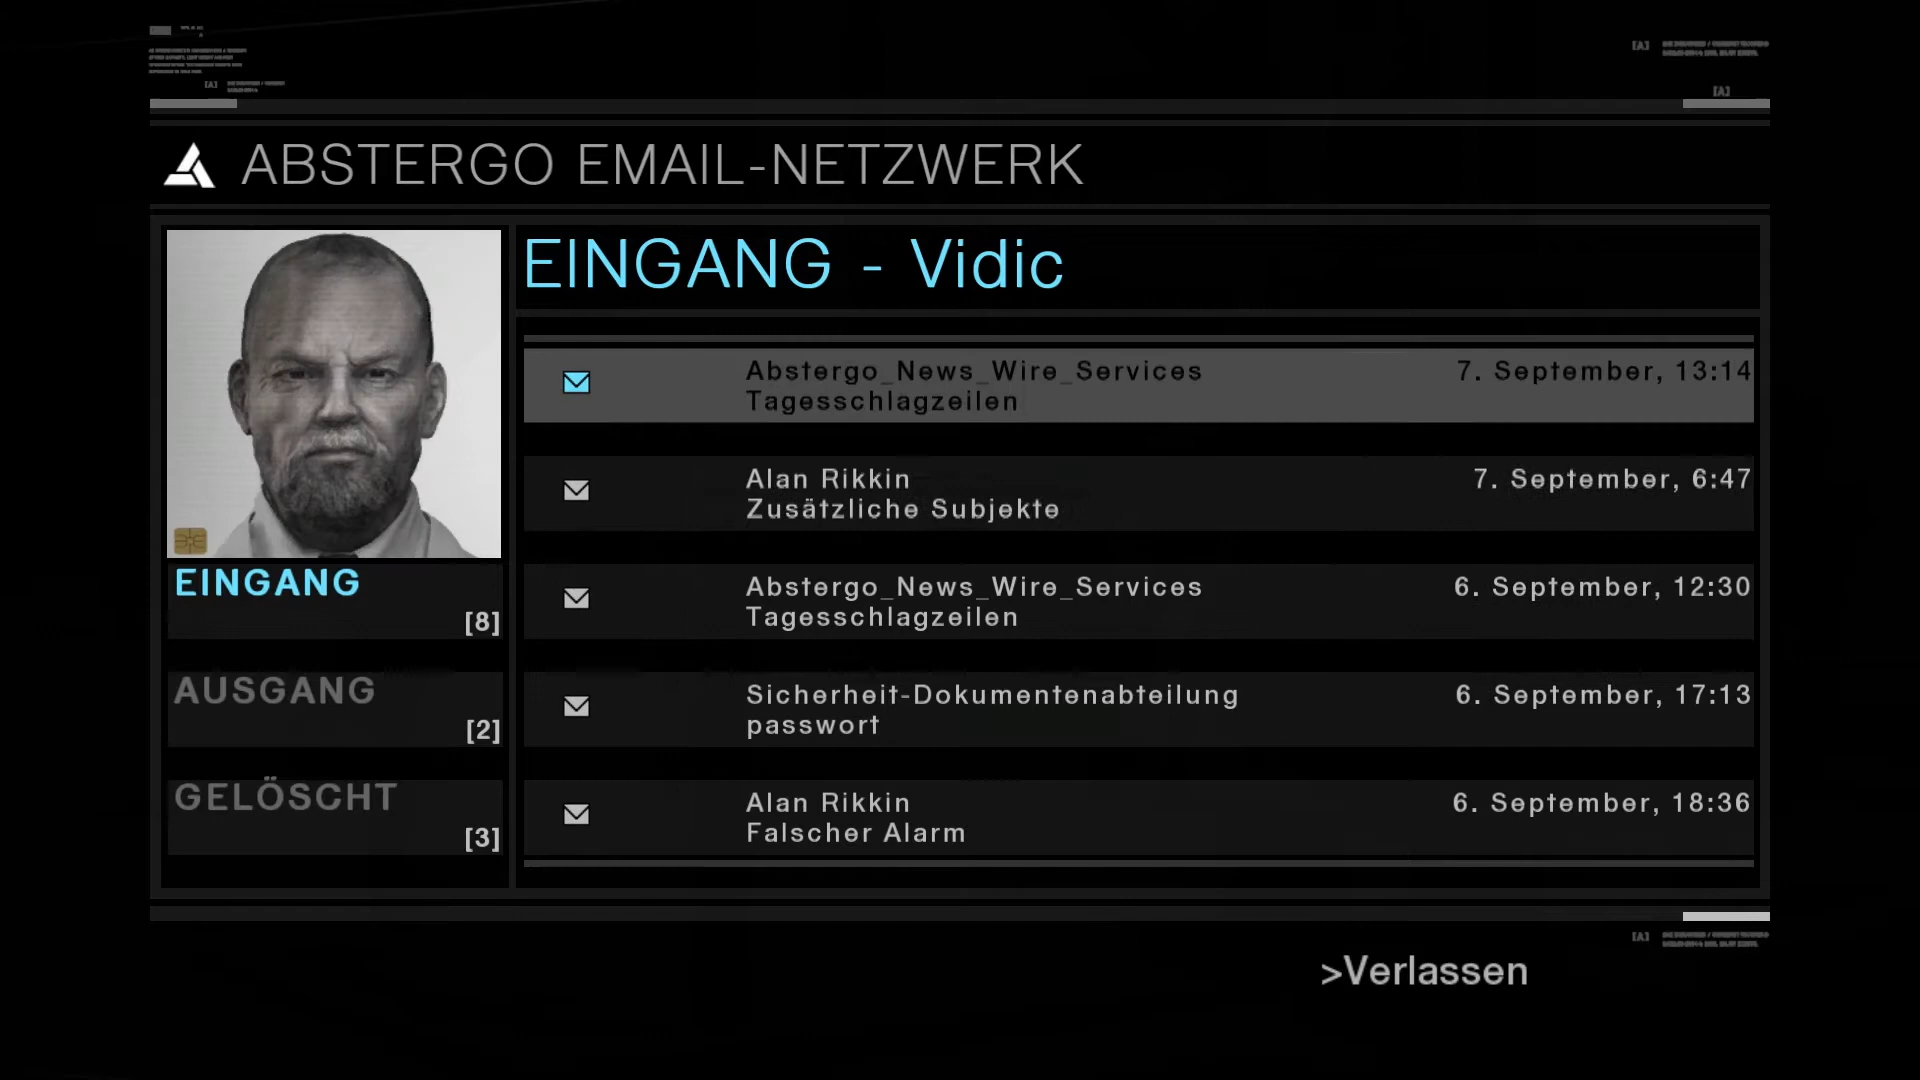 [A]
[A]
[A]
ABSTERGO EMAIL-NETZWERK
EINGANG - Vidic
Abstergo_News_Wire_Services 7. September, 13:14
Tagesschlagzeilen
Alan Rikkin 7. September, 6:47
Zusätzliche Subjekte
Abstergo_News_Wire_Services 6. September, 12:30
Tagesschlagzeilen
Sicherheit-Dokumentenabteilung 6. September, 17:13
passwort
Alan Rikkin 6. September, 18:36
Falscher Alarm
EINGANG
[8]
AUSGANG
[2]
GELÖSCHT
[3]
[A]
>Verlassen